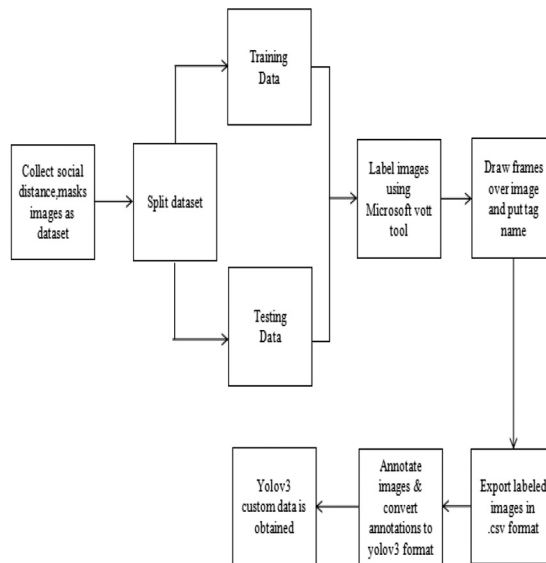 Training
Data
Collect social
distance,masks
images as
dataset
Split dataset
Testing
Data
Label images
using
Microsoft vott
tool
Draw frames
over image
and put tag
name
Export labeled
images in
.csv format
Annotate
images &
convert
annotations to
yolov3 format
Yolov3
custom data is
obtained